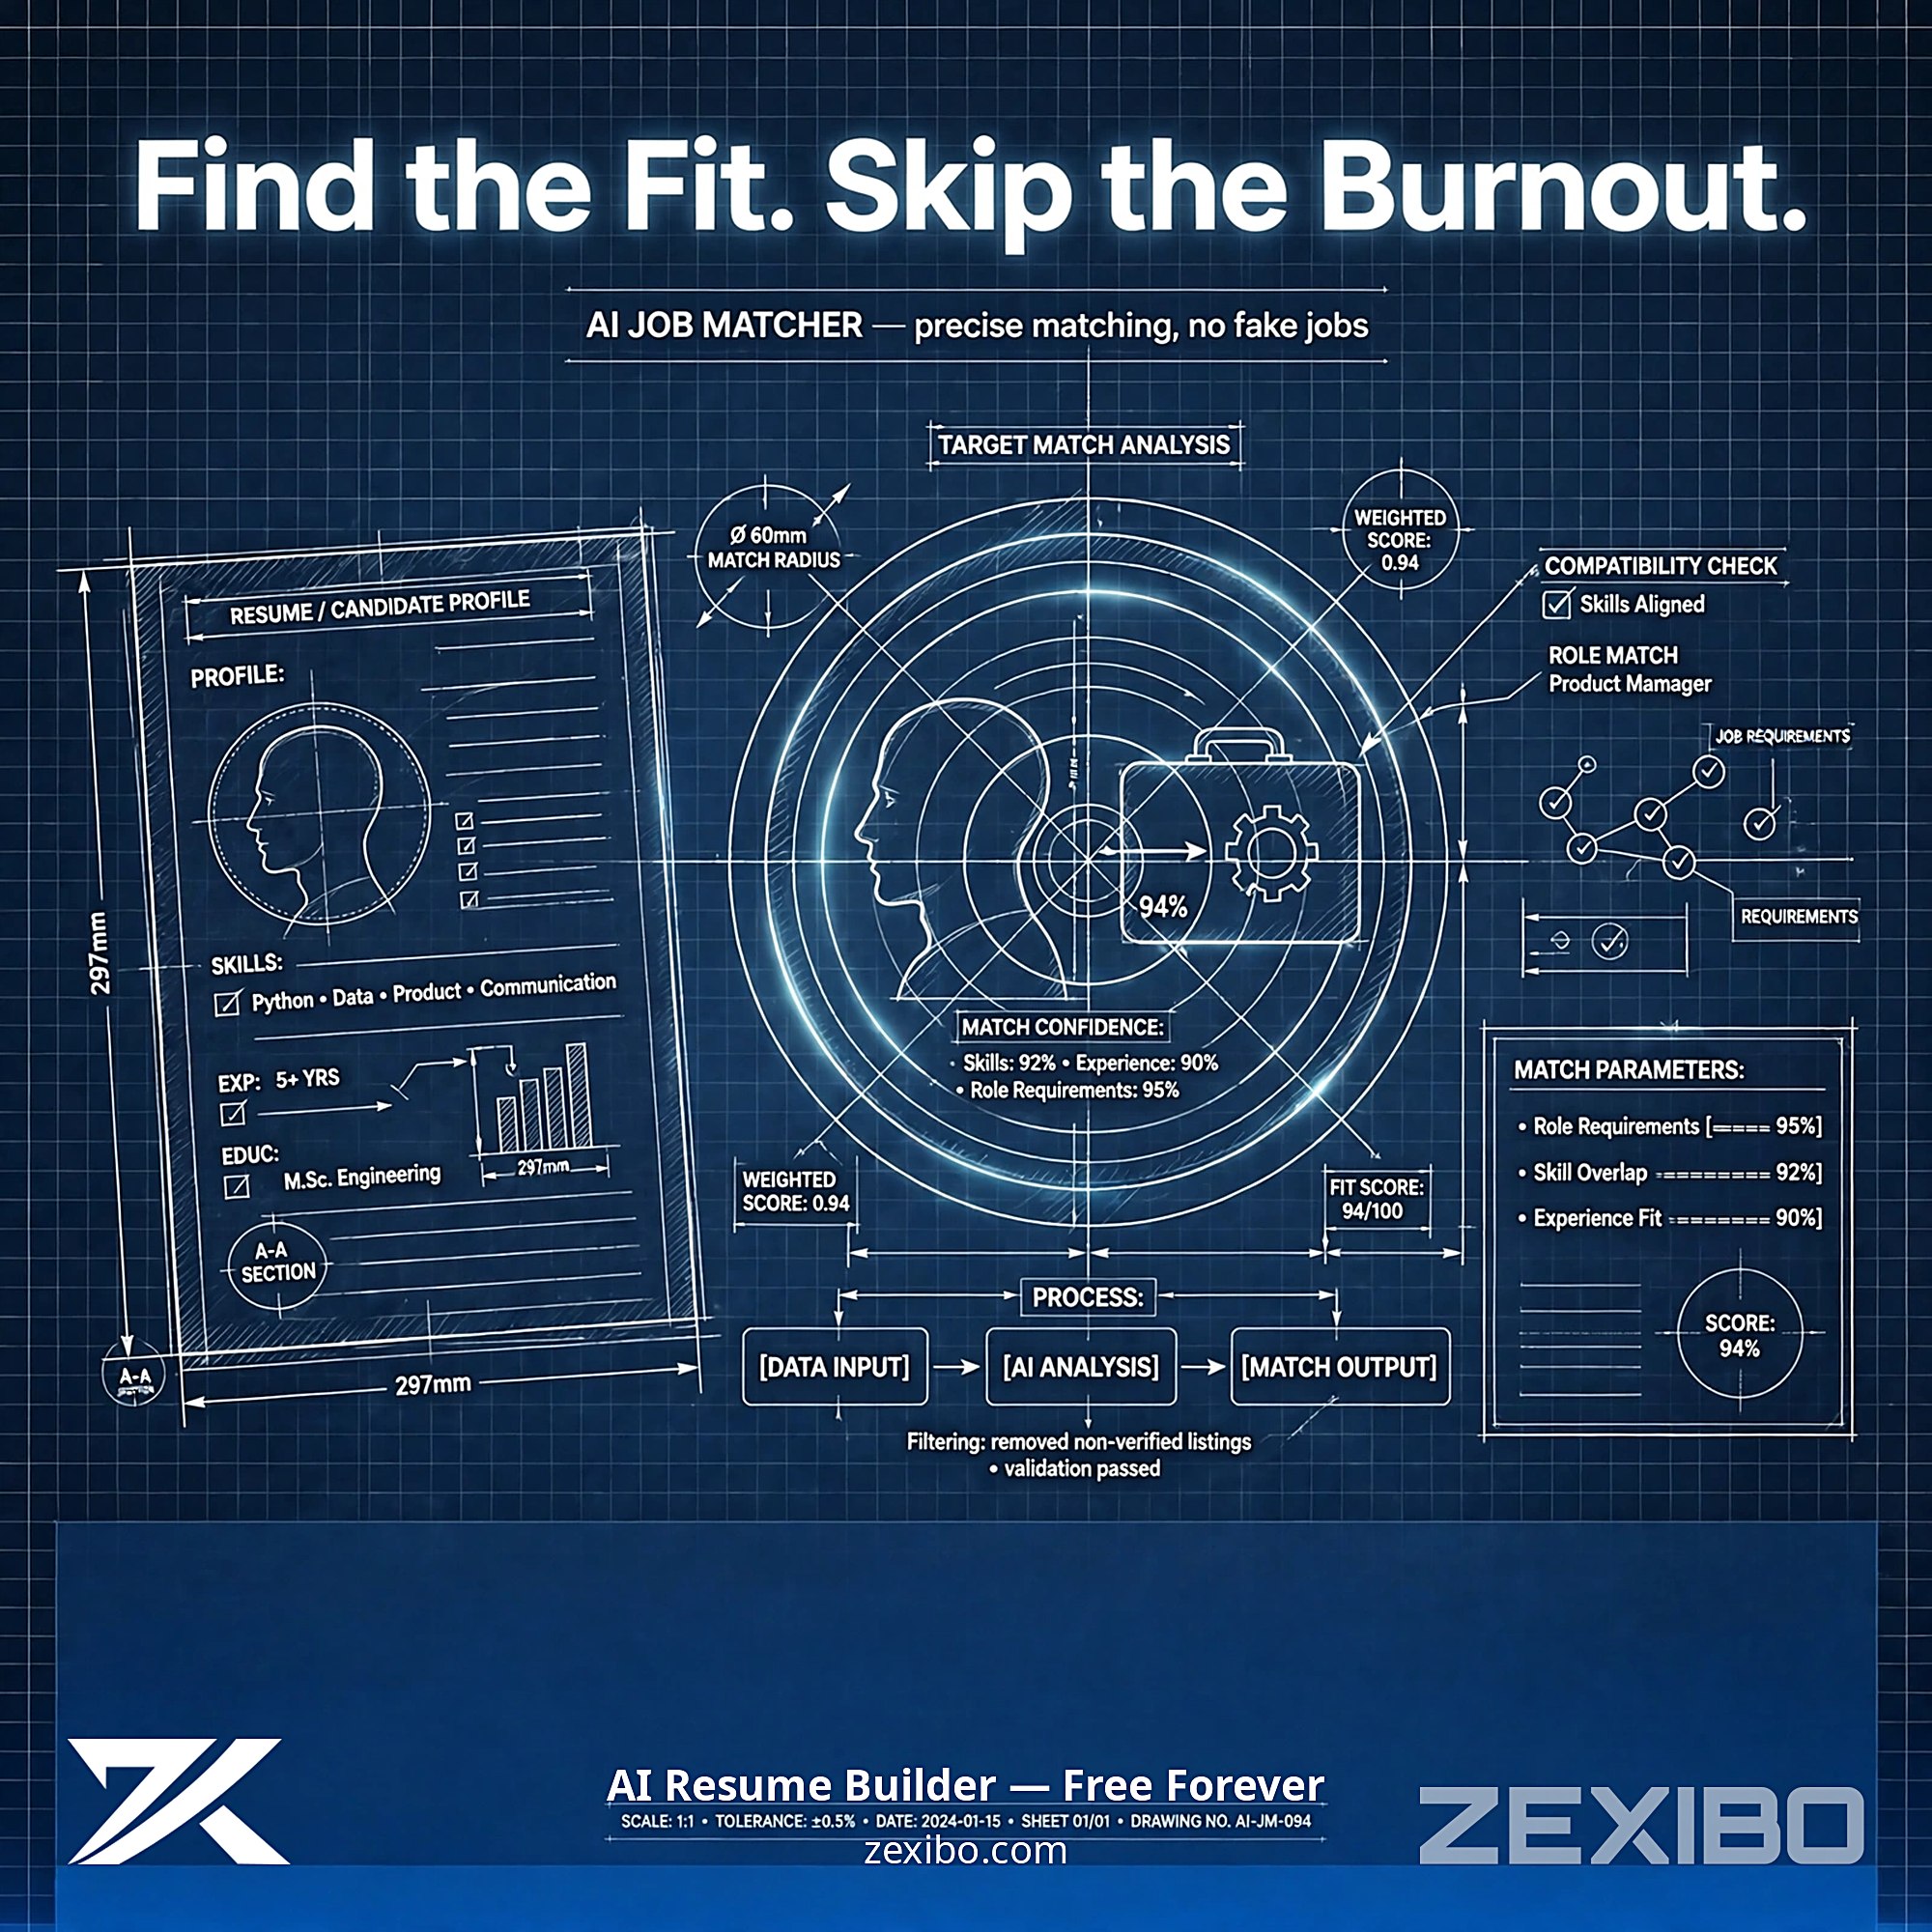 Find the Fit. Skip the Burnout.
AI JOB MATCHER — precise matching, no fake jobs
TARGET MATCH ANALYSIS
Ø 60mm
MATCH RADIUS
WEIGHTED
SCORE:
0.94
COMPATIBILITY CHECK
Skills Aligned
ROLE MATCH
Product Mamager
JOB REQUIREMENTS
REQUIREMENTS
RESUME / CANDIDATE PROFILE
PROFILE:
297mm
SKILLS:
Python • Data • Product • Communication
EXP: 5+ YRS
297mm
EDUC:
M.Sc. Engineering
A-A
SECTION
A-A
297mm
94%
MATCH CONFIDENCE:
• Skills: 92% • Experience: 90%
• Role Requirements: 95%
WEIGHTED
SCORE: 0.94
FIT SCORE:
94/100
PROCESS:
[DATA INPUT]
[AI ANALYSIS]
[MATCH OUTPUT]
Filtering: removed non-verified listings
• validation passed
MATCH PARAMETERS:
• Role Requirements [==== 95%]
• Skill Overlap ======== 92%]
• Experience Fit ======= 90%]
SCORE:
94%
ZK
AI Resume Builder — Free Forever
SCALE: 1:1 • TOLERANCE: ±0.5% • DATE: 2024-01-15 • SHEET 01/01 • DRAWING NO. AI-JM-094
zexibo.com
ZEXIBO